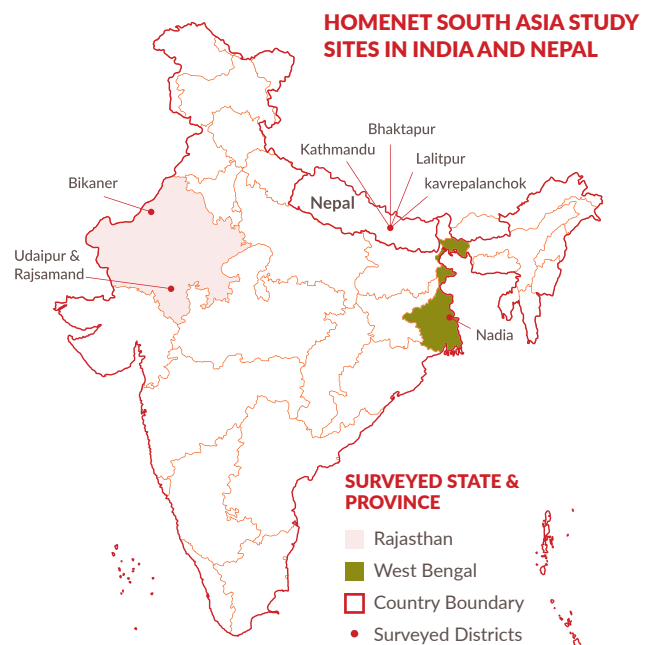 HOMENET SOUTH ASIA STUDY
SITES IN INDIA AND NEPAL
Bhaktapur
Kathmandu
Lalitpur
kavrepalanchok
Bikaner
Nepal
Udaipur &
Rajsamand
Nadia
SURVEYED STATE &
PROVINCE
Rajasthan
West Bengal
Country Boundary
Surveyed Districts